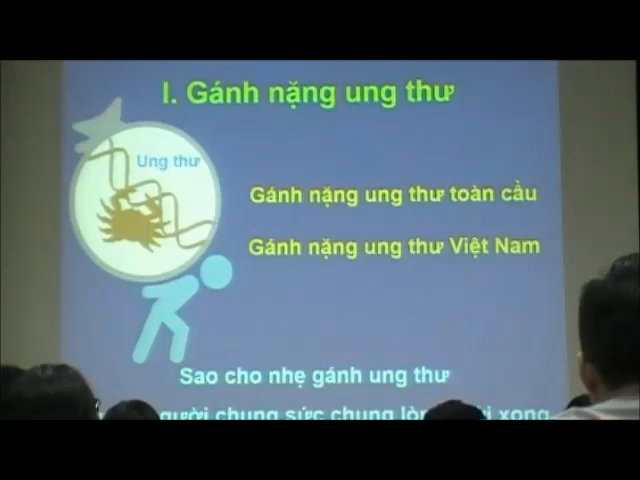 I. Gánh nặng ung thư
Ung thư
Gánh nặng ung thư toàn cầu
Gánh nặng ung thư Việt Nam
Sao cho nhẹ gánh ung thư
chung sức chung xong